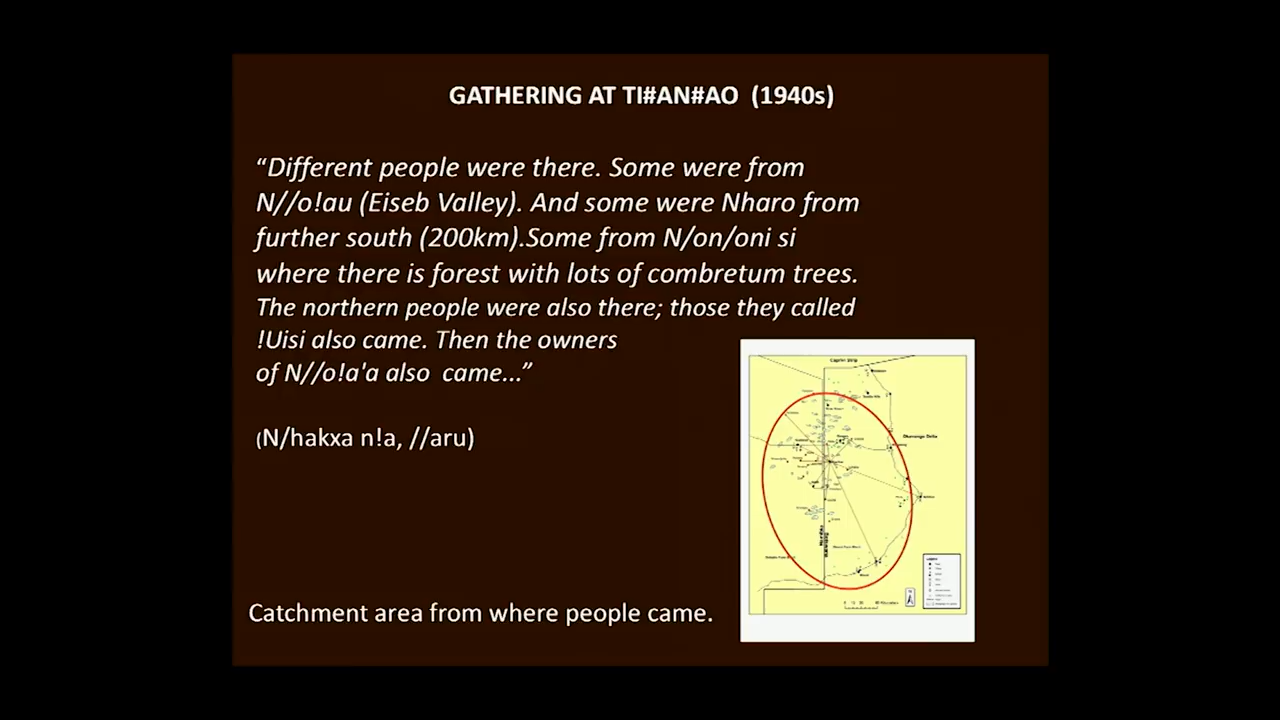 GATHERING AT TI#AN#AO (1940s)
“Different people were there. Some were from
N//o!au (Eiseb Valley). And some were Nharo from
further south (200km).Some from N/on/oni si
where there is forest with lots of combretum trees.
The northern people were also there; those they called
!Uisi also came. Then the owners
of N//o!a'a also came...”
(N/hakxa n!a, //aru)
Caprivi Strip
Okavango Delta
Catchment area from where people came.